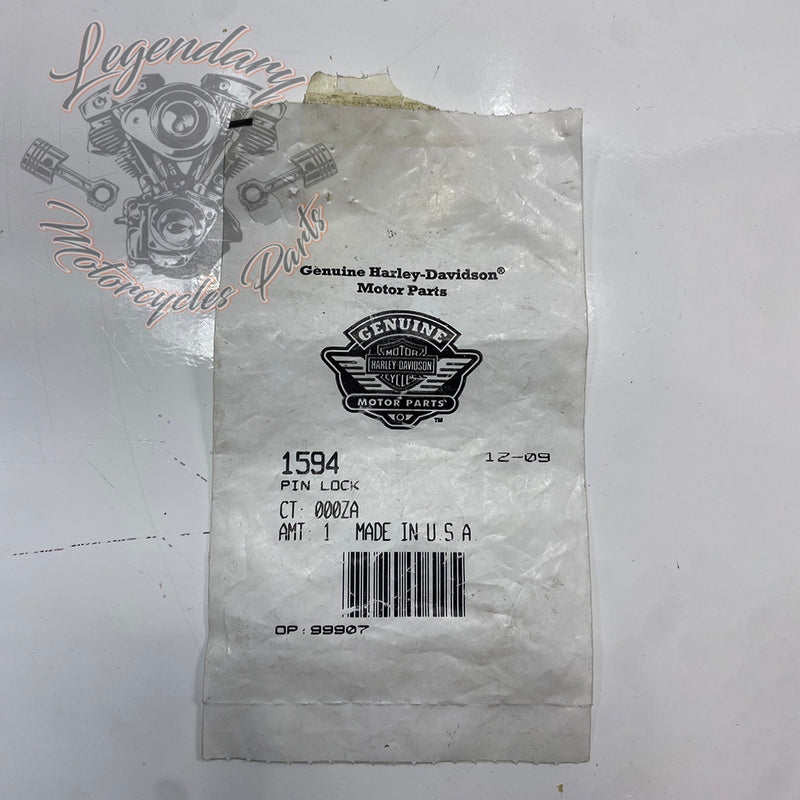 Legendary
Motorcycles Parts
Genuine Harley-Davidson®
Motor Parts
GENUINE
MOTOR
HARLEY-DAVIDSON
CYCLES
MOTOR PARTS
TM
1594
12-09
PIN LOCK
CT: 000ZA
AMT: 1 MADE IN U.S.A.
OP:99907